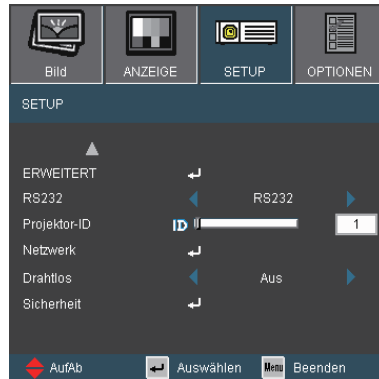 Bild ANZEIGE SETUP OPTIONEN
SETUP
ERWEITERT
RS232 RS232
Projektor-ID ID 1
Netzwerk
Drahtlos Aus
Sicherheit
AufAb Auswählen Menu Beenden